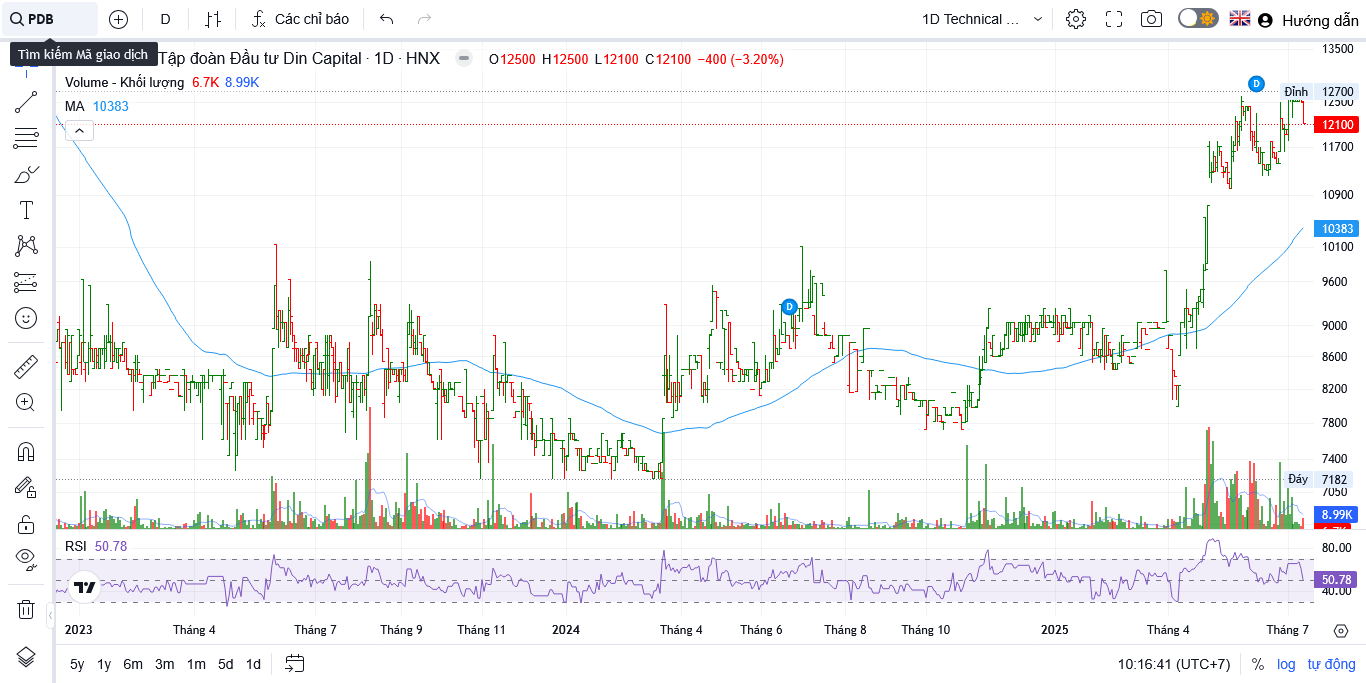 PDB D Các chỉ báo 1D Technical ... Hướng dẫn
Tìm kiếm Mã giao dịch
Tập đoàn Đầu tư Din Capital · 1D · HNX O12500 H12500 L12100 C12100 −400 (−3.20%)
Volume - Khối lượng 6.7K 8.99K
MA 10383
13500
D
D
Đỉnh 12700
12500
12100
11700
10900
10383
10100
9600
9000
8600
8200
7800
7400
Đáy 7182
7050
8.99K
RSI 50.78
80.00
50.78
40.00
2023 Tháng 4 Tháng 7 Tháng 9 Tháng 11 2024 Tháng 4 Tháng 6 Tháng 8 Tháng 10 2025 Tháng 4 Tháng 7
5y 1y 6m 3m 1m 5d 1d 10:16:41 (UTC+7) % log tự động